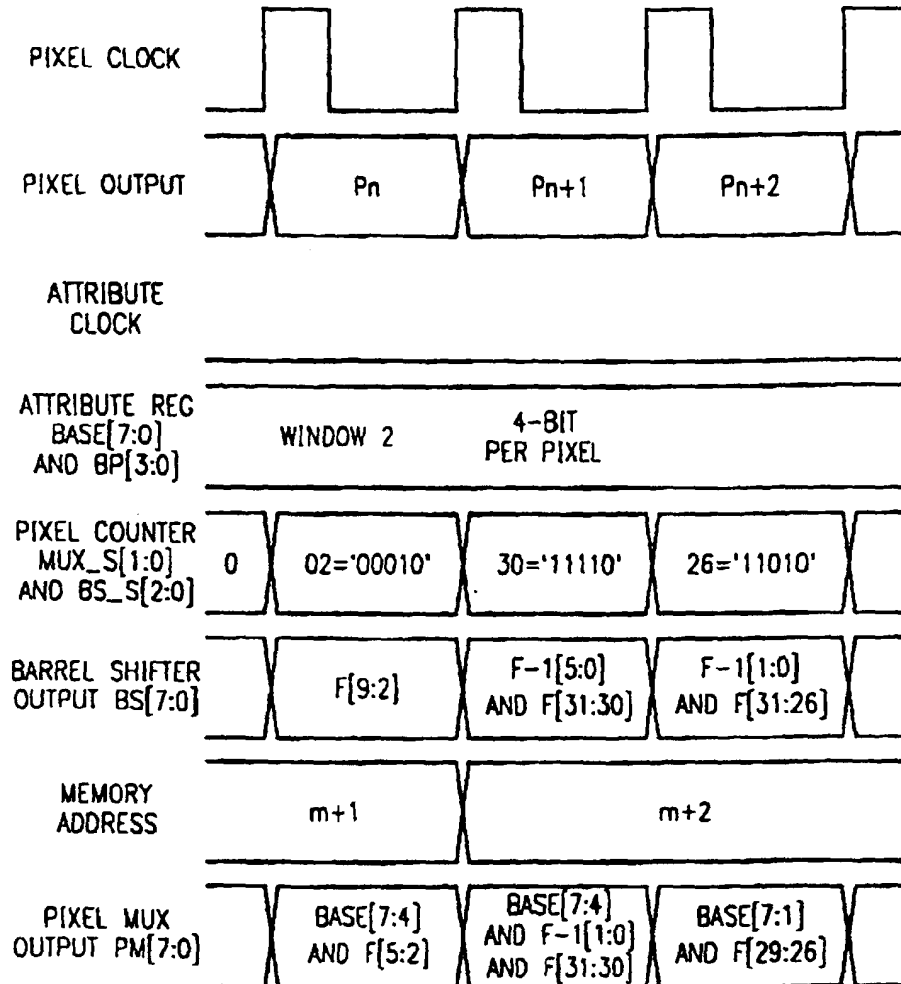 PIXEL CLOCK
PIXEL OUTPUT
Pn
Pn+1
Pn+2
ATTRIBUTE
CLOCK
ATTRIBUTE REG
BASE[7:0]
AND BP[3:0]
WINDOW 2
4-BIT
PER PIXEL
PIXEL COUNTER
MUX_S[1:0]
AND BS_S[2:0]
0
02='00010'
30='11110'
26='11010'
BARREL SHIFTER
OUTPUT BS[7:0]
F[9:2]
F-1[5:0]
AND F[31:30]
F-1[1:0]
AND F[31:26]
MEMORY
ADDRESS
m+1
m+2
PIXEL MUX
OUTPUT PM[7:0]
BASE[7:4]
AND F[5:2]
BASE[7:4]
AND F-1[1:0]
AND F[31:30]
BASE[7:1]
AND F[29:26]